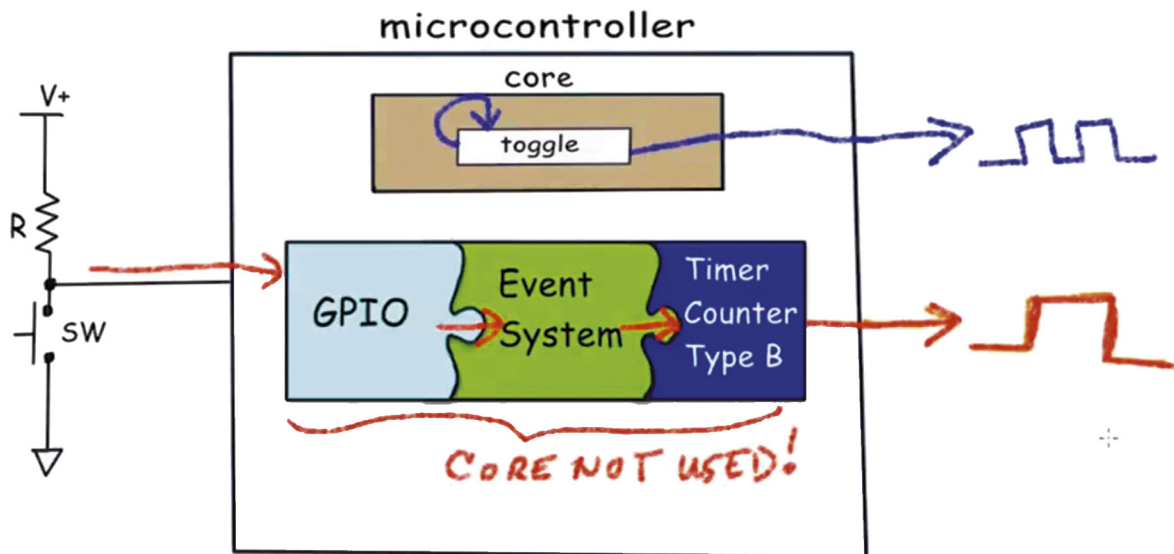 microcontroller
core
V+
toggle
R
GPIO
Event
System
Timer
Counter
Type B
SW
CORE NOT USED!